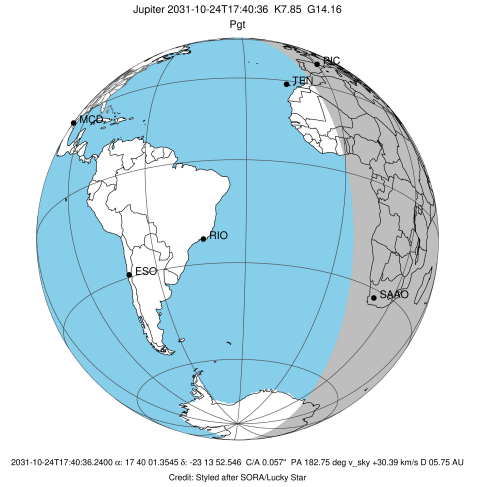 Jupiter 2031-10-24T17:40:36 K7.85 G14.16
Pgt
PIC
TEN
MCD
RIO
ESO
SAAO
2031-10-24T17:40:36.2400 α: 17 40 01.3545 δ: -23 13 52.546 C/A 0.057" PA 182.75 deg v_sky +30.39 km/s D 05.75 AU
Credit: Styled after SORA/Lucky Star